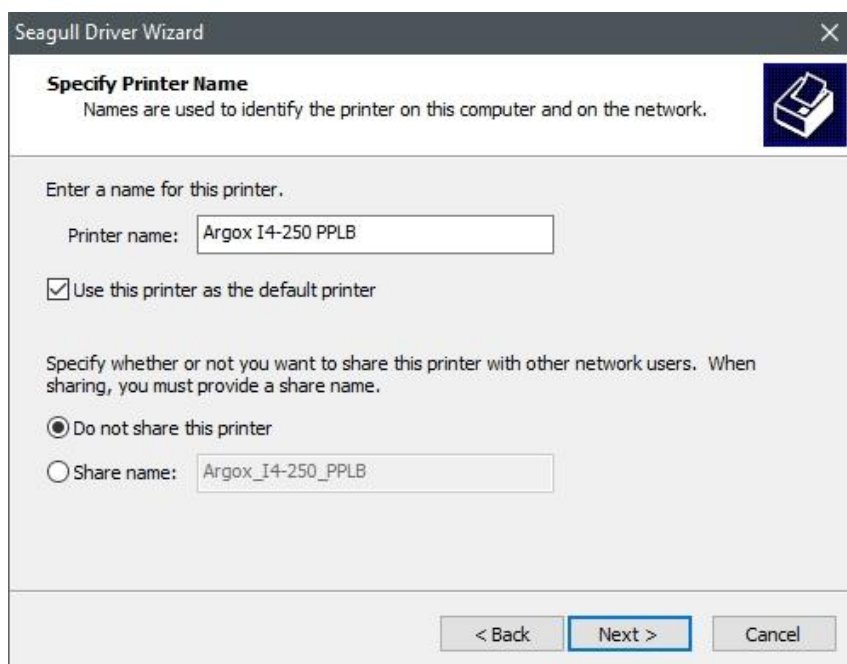 Seagull Driver Wizard
Specify Printer Name
Names are used to identify the printer on this computer and on the network.
Enter a name for this printer.
Printer name: Argox I4-250 PPLB
Use this printer as the default printer
Specify whether or not you want to share this printer with other network users.  When
sharing, you must provide a share name.
Do not share this printer
Share name: Argox_I4-250_PPLB
< Back Next > Cancel